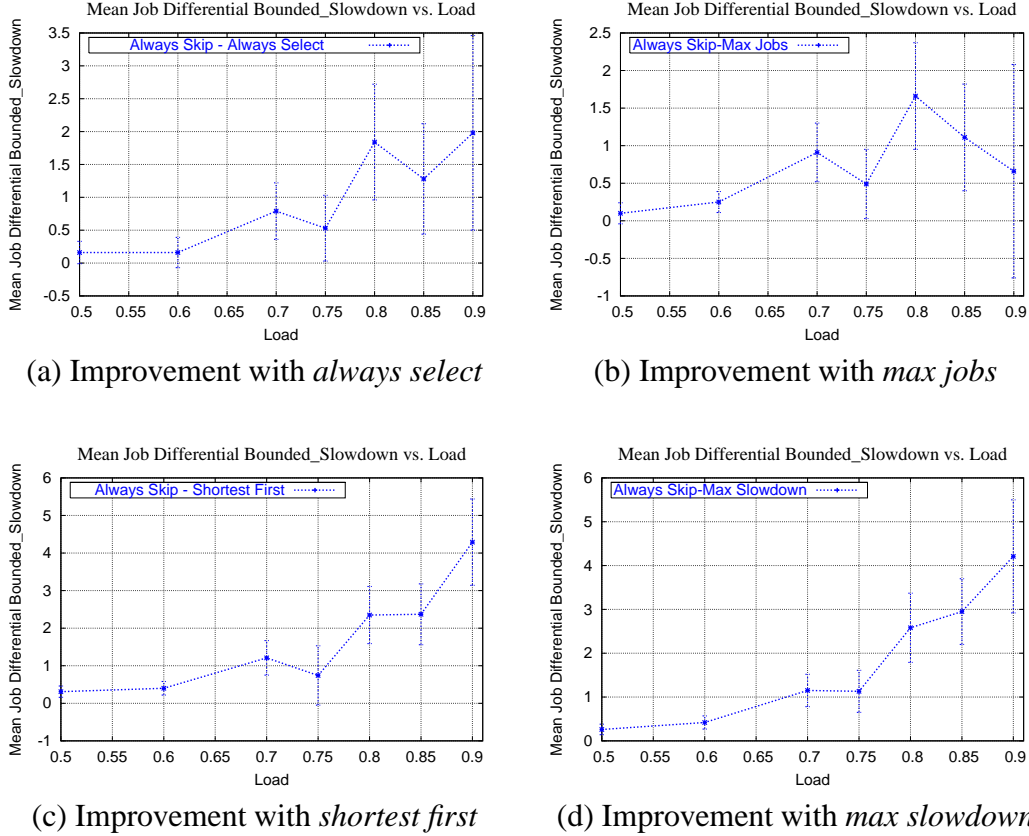 Mean Job Differential Bounded_Slowdown vs. Load
Mean Job Differential Bounded_Slowdown
Always Skip - Always Select
3.5
3
2.5
2
1.5
1
0.5
0
-0.5
0.5 0.55 0.6 0.65 0.7 0.75 0.8 0.85 0.9
Load
(a) Improvement with always select
Mean Job Differential Bounded_Slowdown vs. Load
Mean Job Differential Bounded_Slowdown
Always Skip-Max Jobs
2.5
2
1.5
1
0.5
0
-0.5
-1
0.5 0.55 0.6 0.65 0.7 0.75 0.8 0.85 0.9
Load
(b) Improvement with max jobs
Mean Job Differential Bounded_Slowdown vs. Load
Mean Job Differential Bounded_Slowdown
Always Skip - Shortest First
6
5
4
3
2
1
0
-1
0.5 0.55 0.6 0.65 0.7 0.75 0.8 0.85 0.9
Load
(c) Improvement with shortest first
Mean Job Differential Bounded_Slowdown vs. Load
Mean Job Differential Bounded_Slowdown
Always Skip-Max Slowdown
6
5
4
3
2
1
0
0.5 0.55 0.6 0.65 0.7 0.75 0.8 0.85 0.9
Load
(d) Improvement with max slowdown